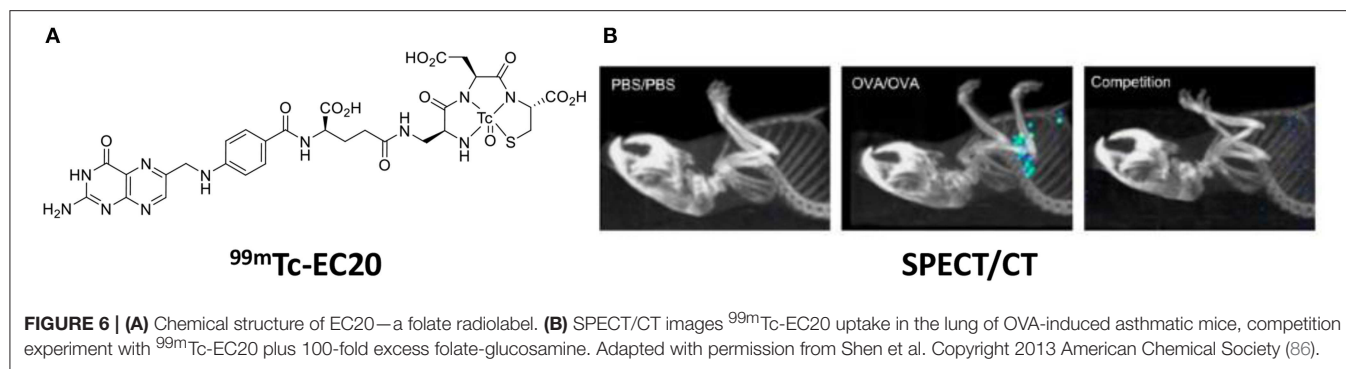 A
B
HO₂C
O
O
N
N
CO₂H
O
Tc
O
CO₂H
O
H
N
N
H
HN
O
S
O
N
N
H
HN
H₂N
N
N
PBS/PBS
OVA/OVA
Competition
⁹⁹ᵐTc-EC20
SPECT/CT
FIGURE 6 | (A) Chemical structure of EC20—a folate radiolabel. (B) SPECT/CT images ⁹⁹ᵐTc-EC20 uptake in the lung of OVA-induced asthmatic mice, competition
experiment with ⁹⁹ᵐTc-EC20 plus 100-fold excess folate-glucosamine. Adapted with permission from Shen et al. Copyright 2013 American Chemical Society (86).